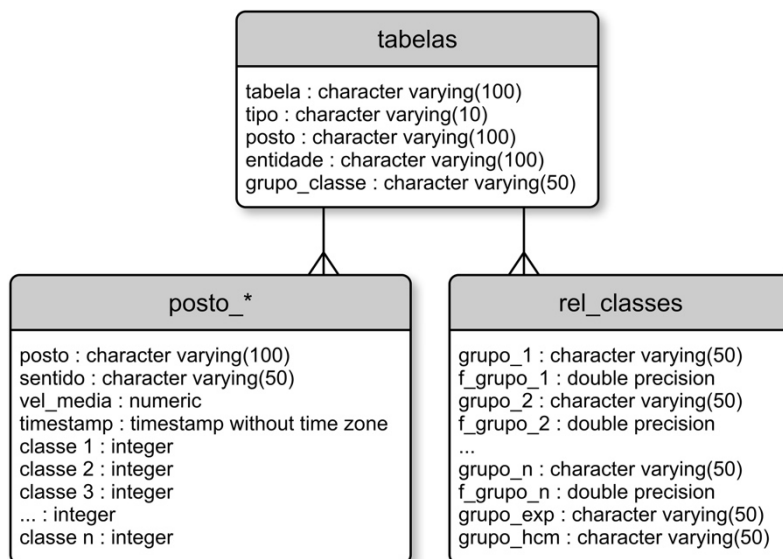 tabelas
tabela : character varying(100)
tipo : character varying(10)
posto : character varying(100)
entidade : character varying(100)
grupo_classe : character varying(50)
posto_*
posto : character varying(100)
sentido : character varying(50)
vel_media : numeric
timestamp : timestamp without time zone
classe 1 : integer
classe 2 : integer
classe 3 : integer
... : integer
classe n : integer
rel_classes
grupo_1 : character varying(50)
f_grupo_1 : double precision
grupo_2 : character varying(50)
f_grupo_2 : double precision
...
grupo_n : character varying(50)
f_grupo_n : double precision
grupo_exp : character varying(50)
grupo_hcm : character varying(50)